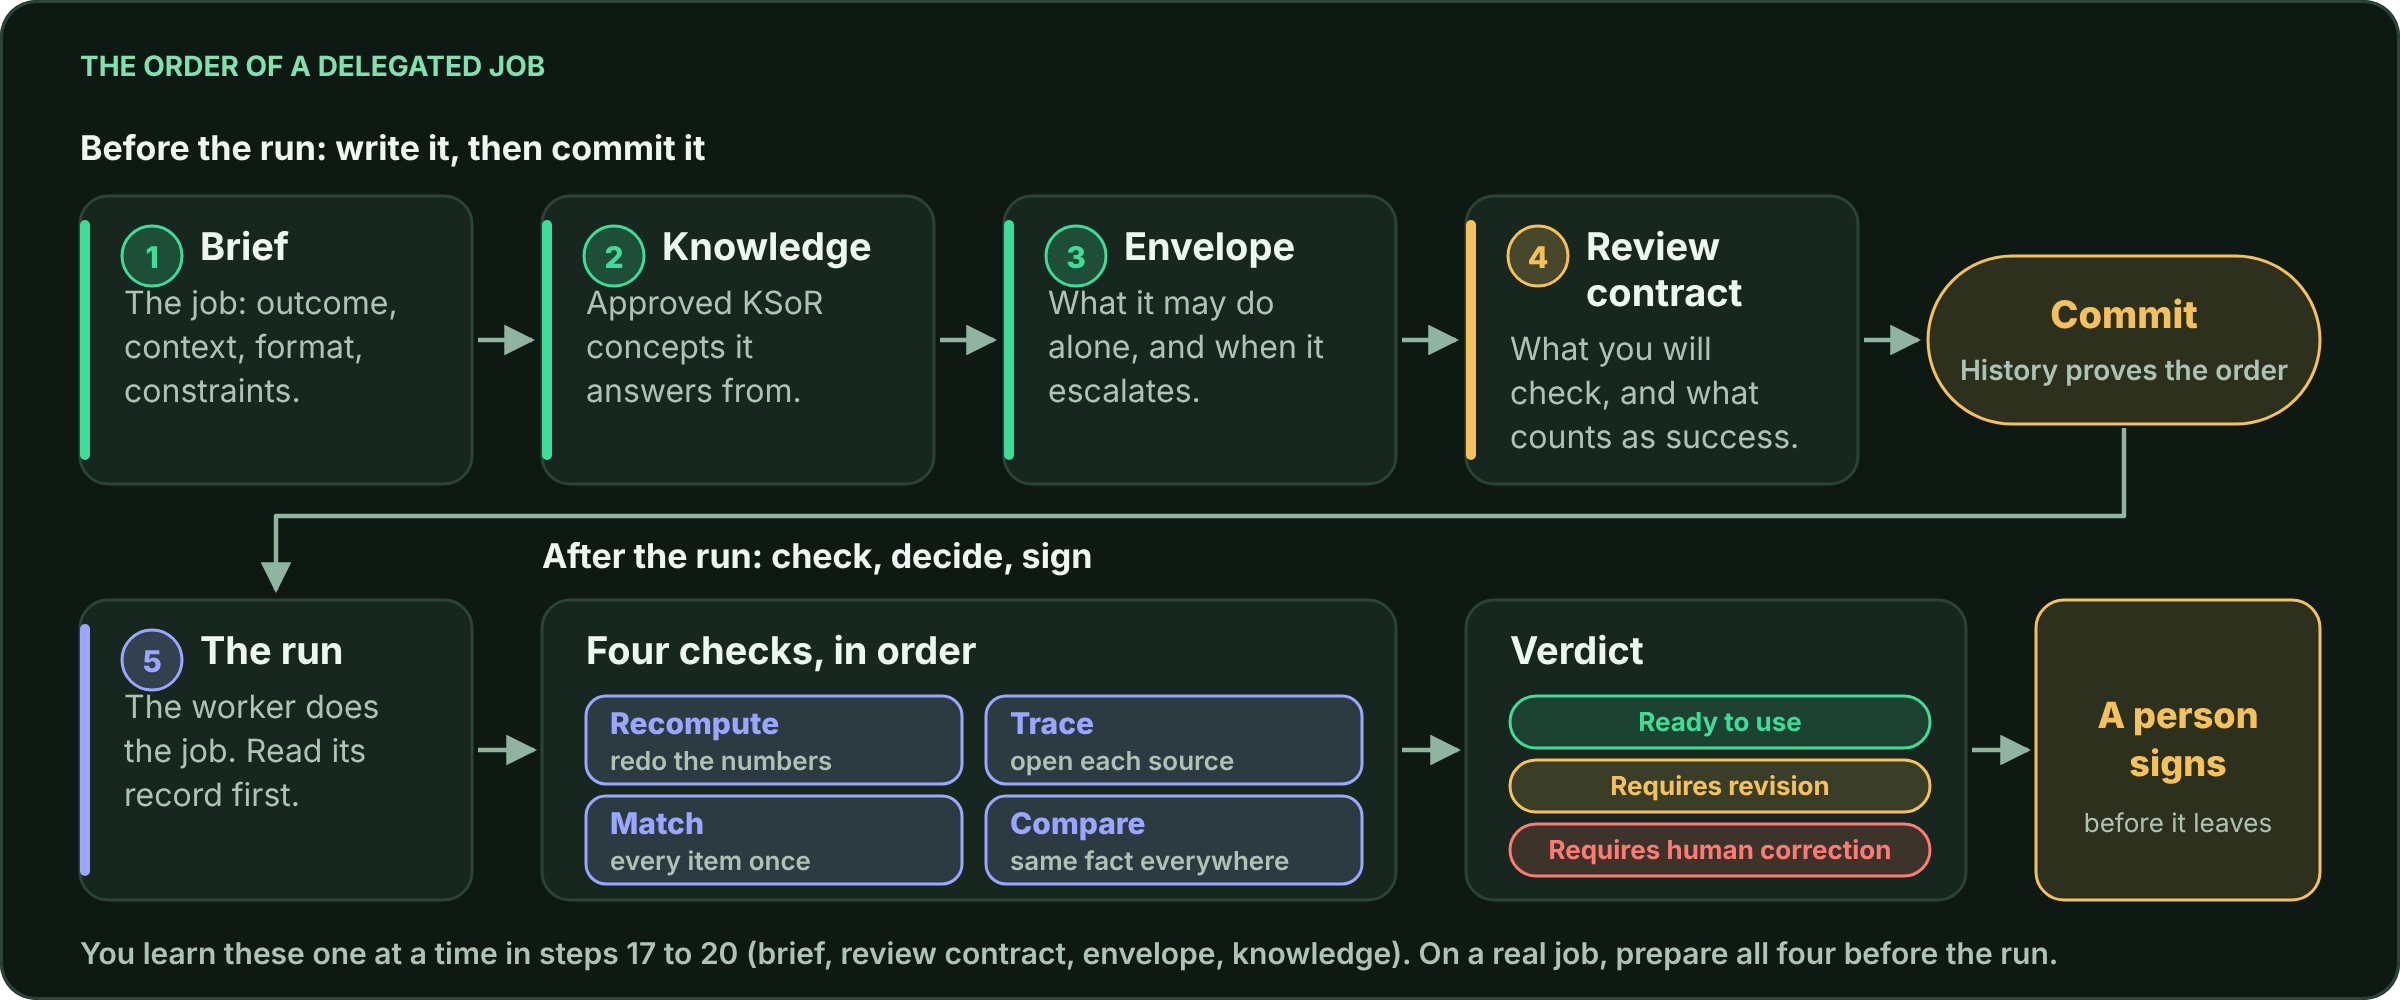 THE ORDER OF A DELEGATED JOB
Before the run: write it, then commit it
1
Brief
The job: outcome,
context, format,
constraints.
2
Knowledge
Approved KSoR
concepts it
answers from.
3
Envelope
What it may do
alone, and when it
escalates.
4
Review
contract
What you will
check, and what
counts as success.
Commit
History proves the order
After the run: check, decide, sign
5
The run
The worker does
the job. Read its
record first.
Four checks, in order
Recompute
redo the numbers
Trace
open each source
Match
every item once
Compare
same fact everywhere
Verdict
Ready to use
Requires revision
Requires human correction
A person
signs
before it leaves
You learn these one at a time in steps 17 to 20 (brief, review contract, envelope, knowledge). On a real job, prepare all four before the run.